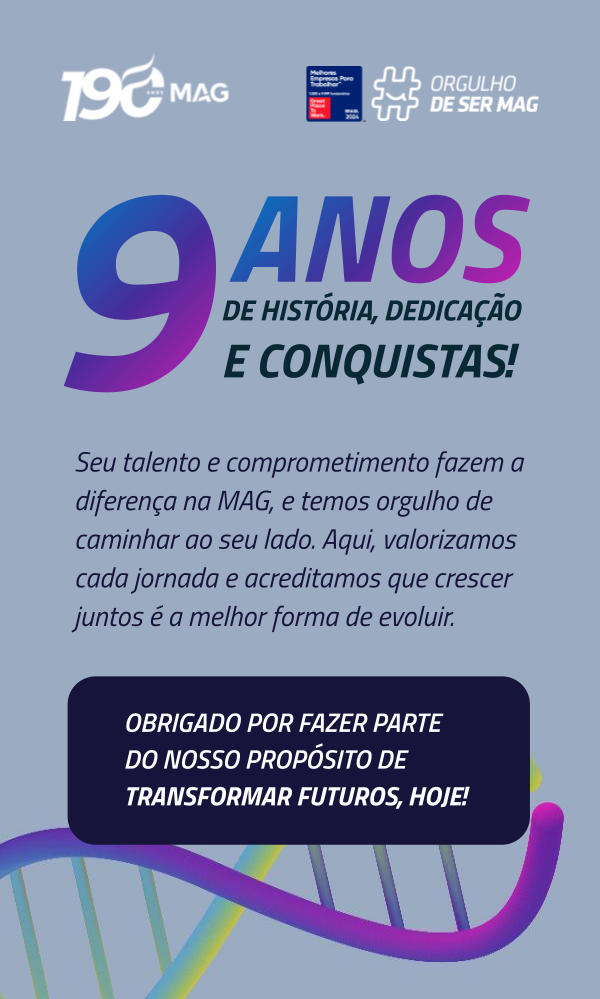 190 ANOS MAG
Melhores
Empresas Para
Trabalhar™
Great
Place
To
Work.
BRASIL
2024
ORGULHO
DE SER MAG
9 ANOS
DE HISTÓRIA, DEDICAÇÃO
E CONQUISTAS!
Seu talento e comprometimento fazem a
diferença na MAG, e temos orgulho de
caminhar ao seu lado. Aqui, valorizamos
cada jornada e acreditamos que crescer
juntos é a melhor forma de evoluir.
OBRIGADO POR FAZER PARTE
DO NOSSO PROPÓSITO DE
TRANSFORMAR FUTUROS, HOJE!